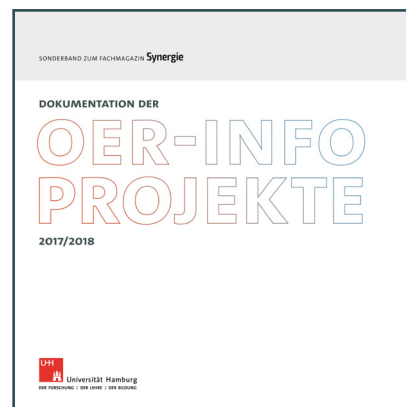 SONDERBAND ZUM FACHMAGAZIN Synergie
DOKUMENTATION DER
OER-INFO
PROJEKTE
2017/2018
UH
Universität Hamburg
DER FORSCHUNG | DER LEHRE | DER BILDUNG